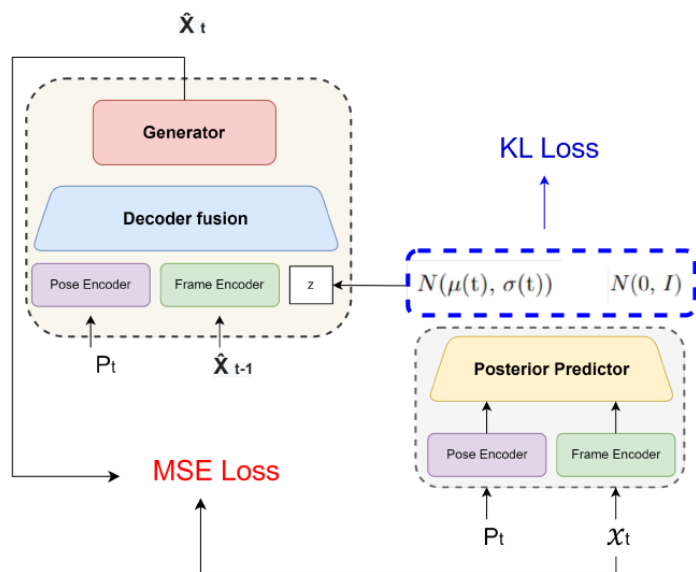 X̂ t
Generator
KL Loss
Decoder fusion
Pose Encoder
Frame Encoder
z
N(μ(t), σ(t))
N(0, I)
Pt
X̂ t-1
Posterior Predictor
Pose Encoder
Frame Encoder
MSE Loss
Pt
xt